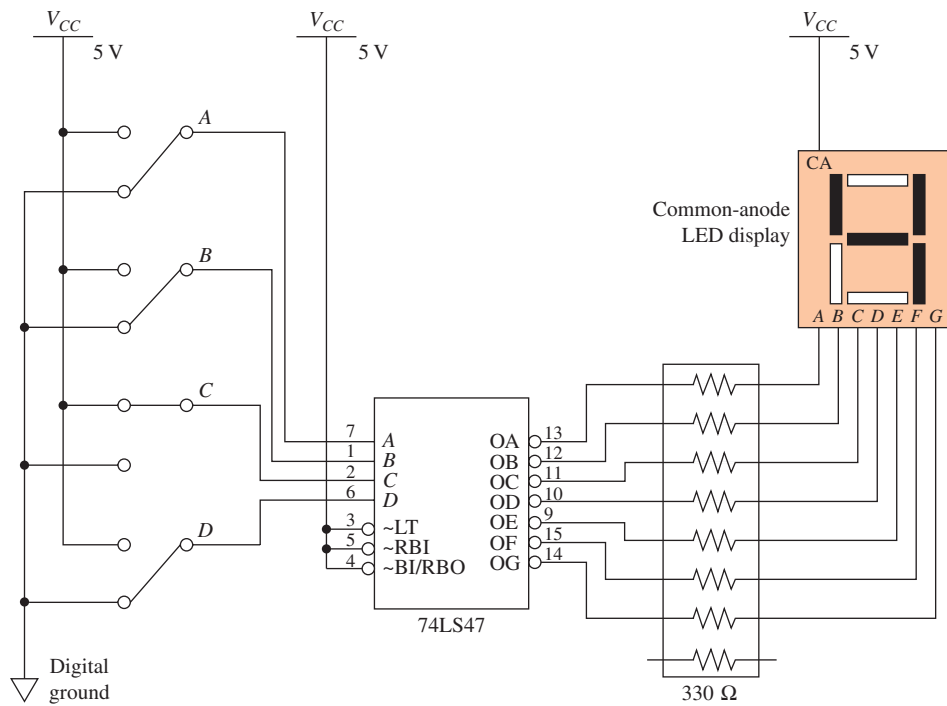 VCC
5 V
VCC
5 V
VCC
5 V
A
B
C
D
CA
Common-anode
LED display
A B C D E F G
7 A
1 B
2 C
6 D
3 ~LT
5 ~RBI
4 ~BI/RBO
OA 13
OB 12
OC 11
OD 10
OE 9
OF 15
OG 14
74LS47
330 Ω
Digital
ground